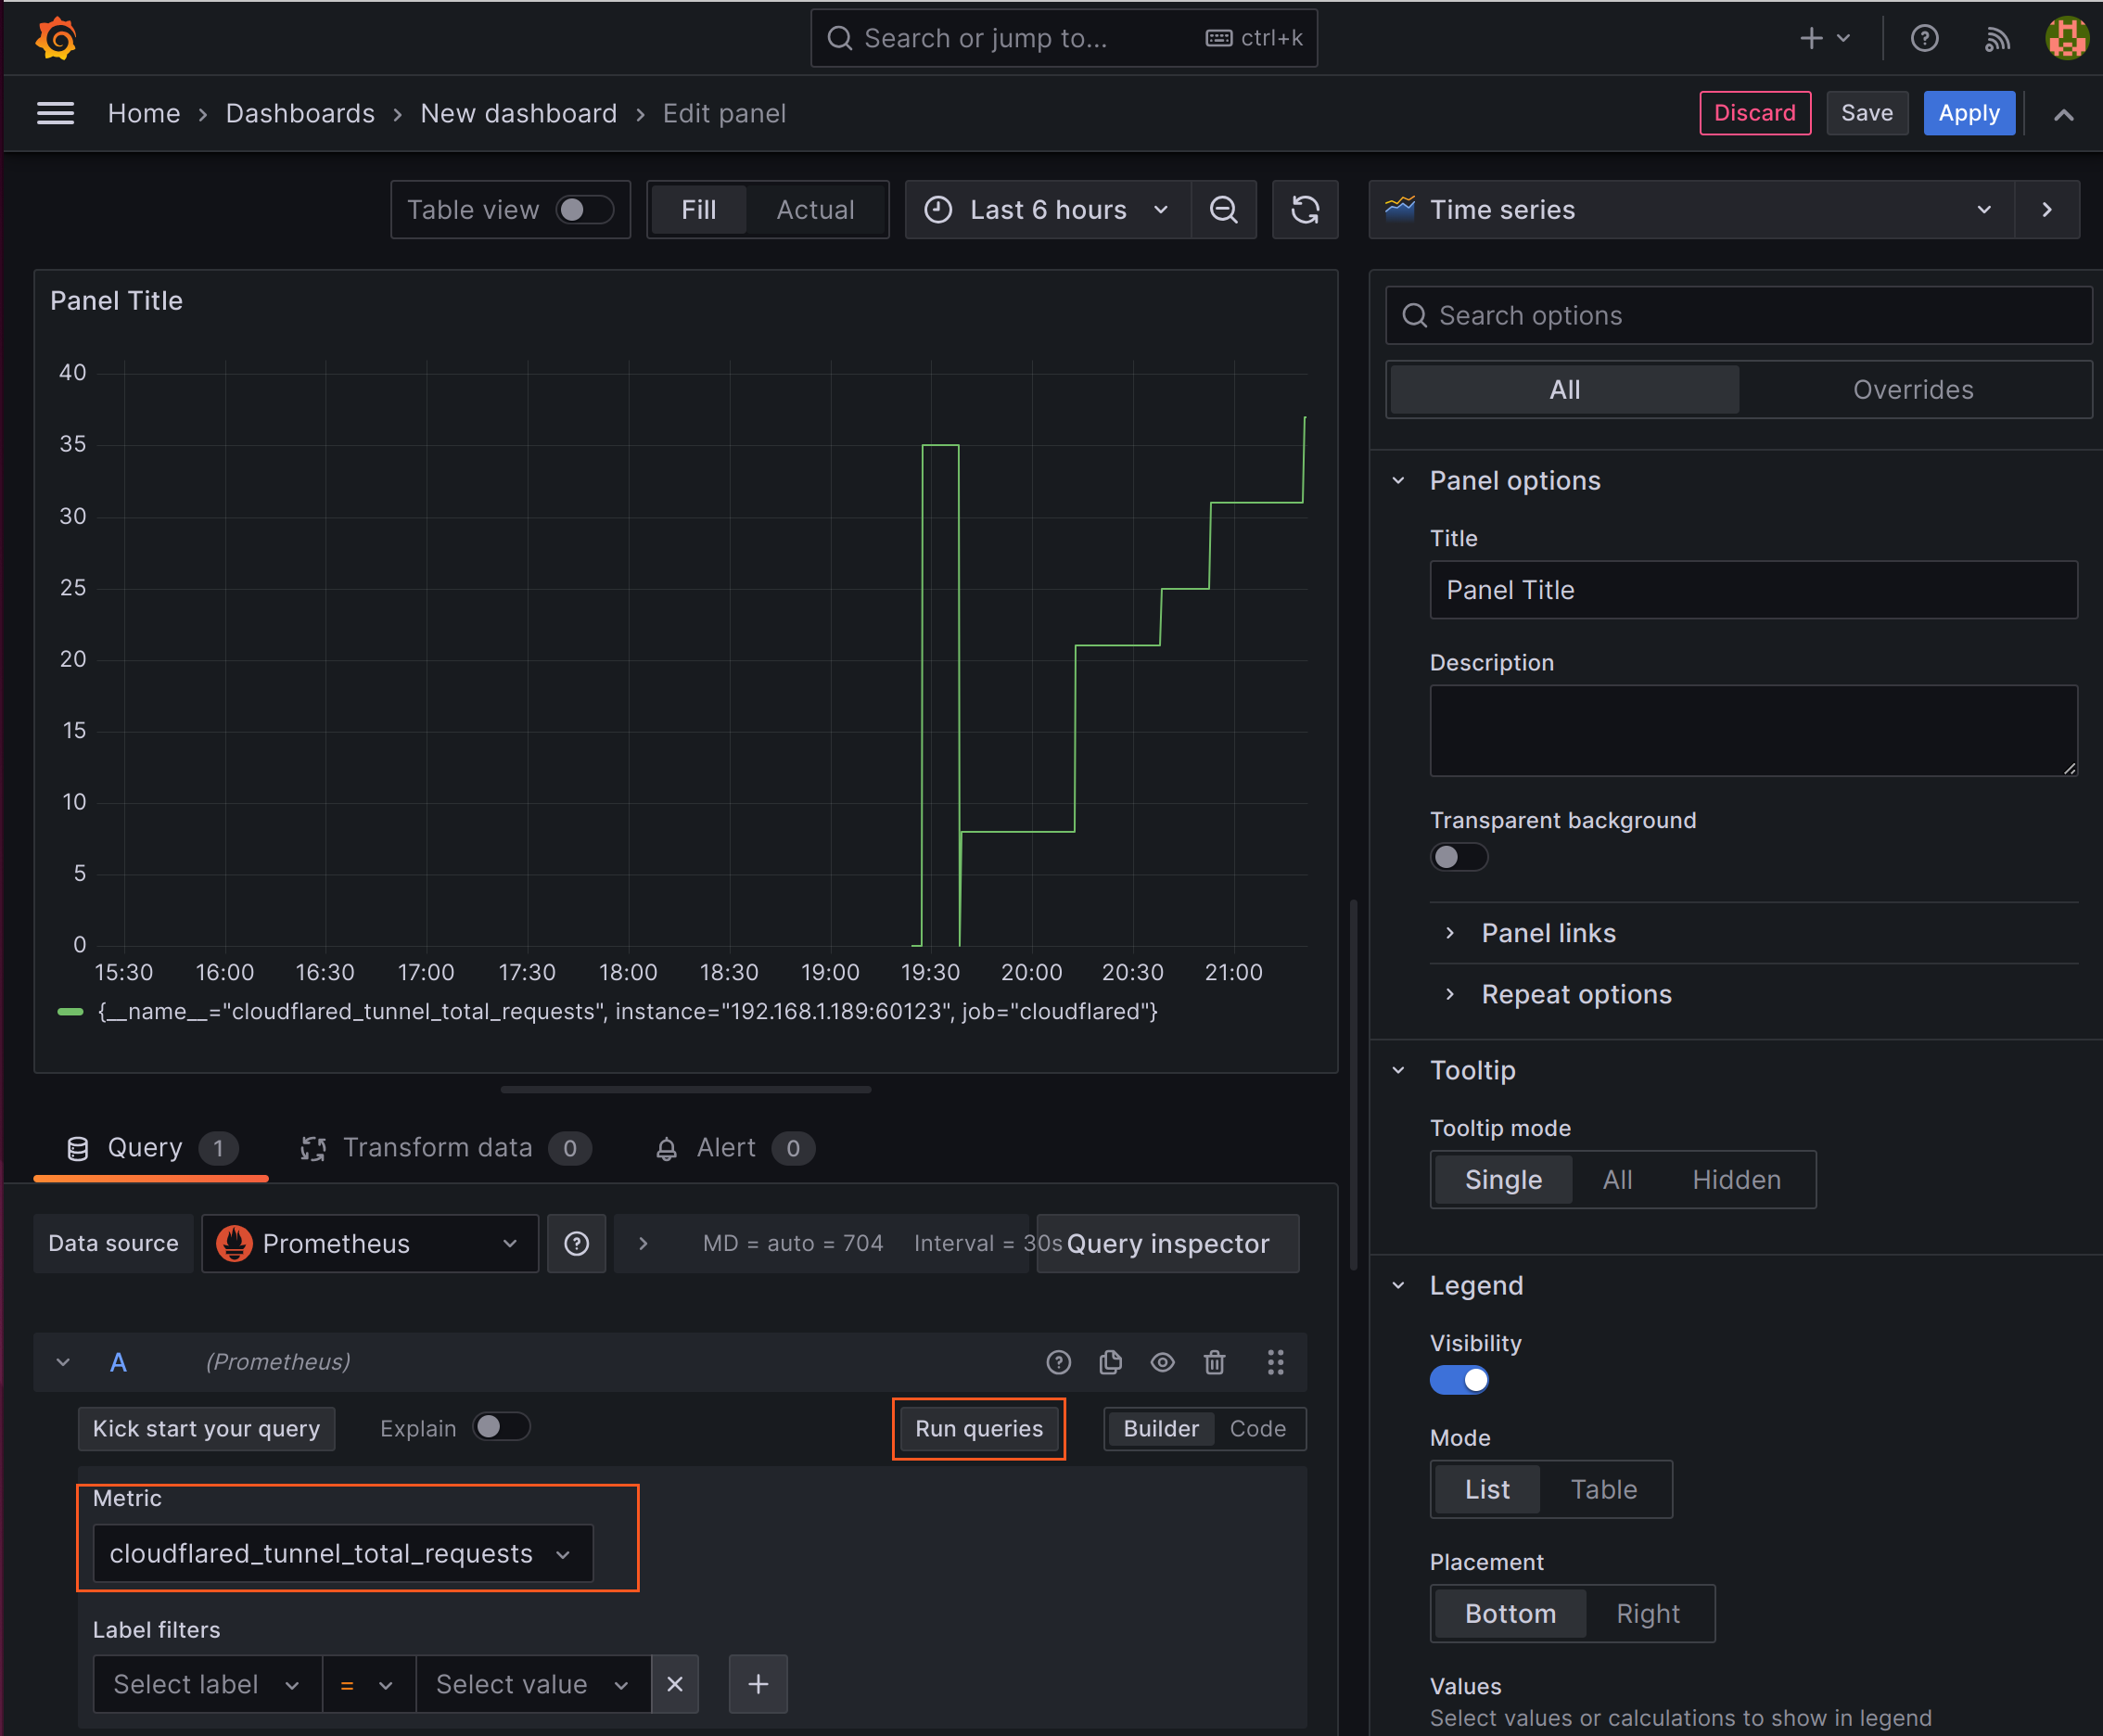 Search or jump to...
ctrl+k
Home › Dashboards › New dashboard › Edit panel
Discard
Save
Apply
Table view
Fill
Actual
Last 6 hours
Time series
Panel Title
40
35
30
25
20
15
10
5
0
15:30 16:00 16:30 17:00 17:30 18:00 18:30 19:00 19:30 20:00 20:30 21:00
{__name__="cloudflared_tunnel_total_requests", instance="192.168.1.189:60123", job="cloudflared"}
Query 1
Transform data 0
Alert 0
Data source
Prometheus
MD = auto = 704
Interval = 30s
Query inspector
A
(Prometheus)
Kick start your query
Explain
Run queries
Builder
Code
Metric
cloudflared_tunnel_total_requests
Label filters
Select label
=
Select value
Search options
All
Overrides
Panel options
Title
Panel Title
Description
Transparent background
Panel links
Repeat options
Tooltip
Tooltip mode
Single
All
Hidden
Legend
Visibility
Mode
List
Table
Placement
Bottom
Right
Values
Select values or calculations to show in legend